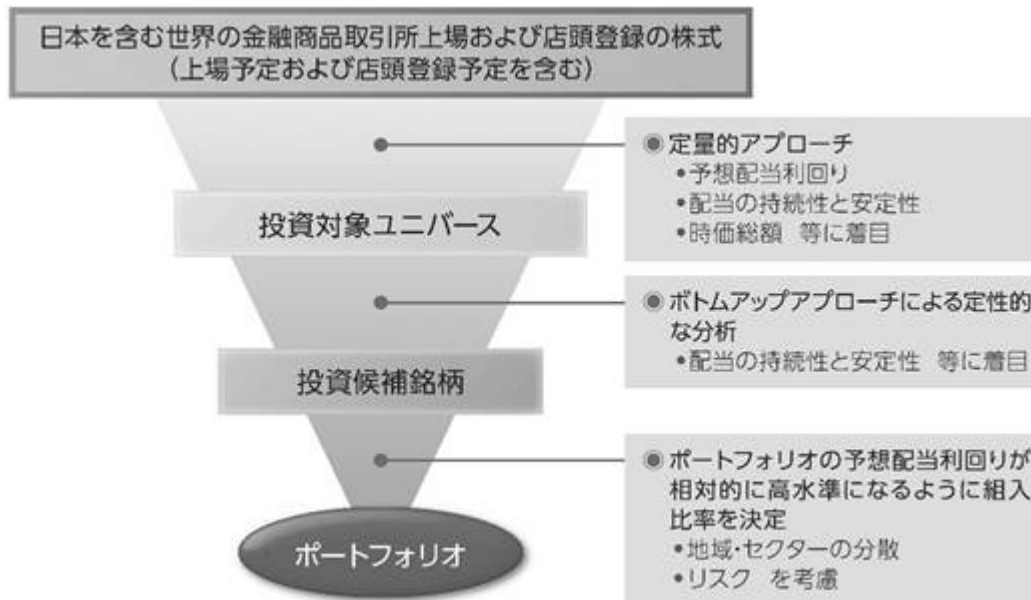 日本を含む世界の金融商品取引所上場および店頭登録の株式
(上場予定および店頭登録予定を含む)
◉定量的アプローチ
•予想配当利回り
•配当の持続性と安定性
•時価総額 等に着目
投資対象ユニバース
◉ボトムアップアプローチによる定性的
な分析
•配当の持続性と安定性 等に着目
投資候補銘柄
◉ポートフォリオの予想配当利回りが
相対的に高水準になるように組入
比率を決定
•地域・セクターの分散
•リスク を考慮
ポートフォリオ